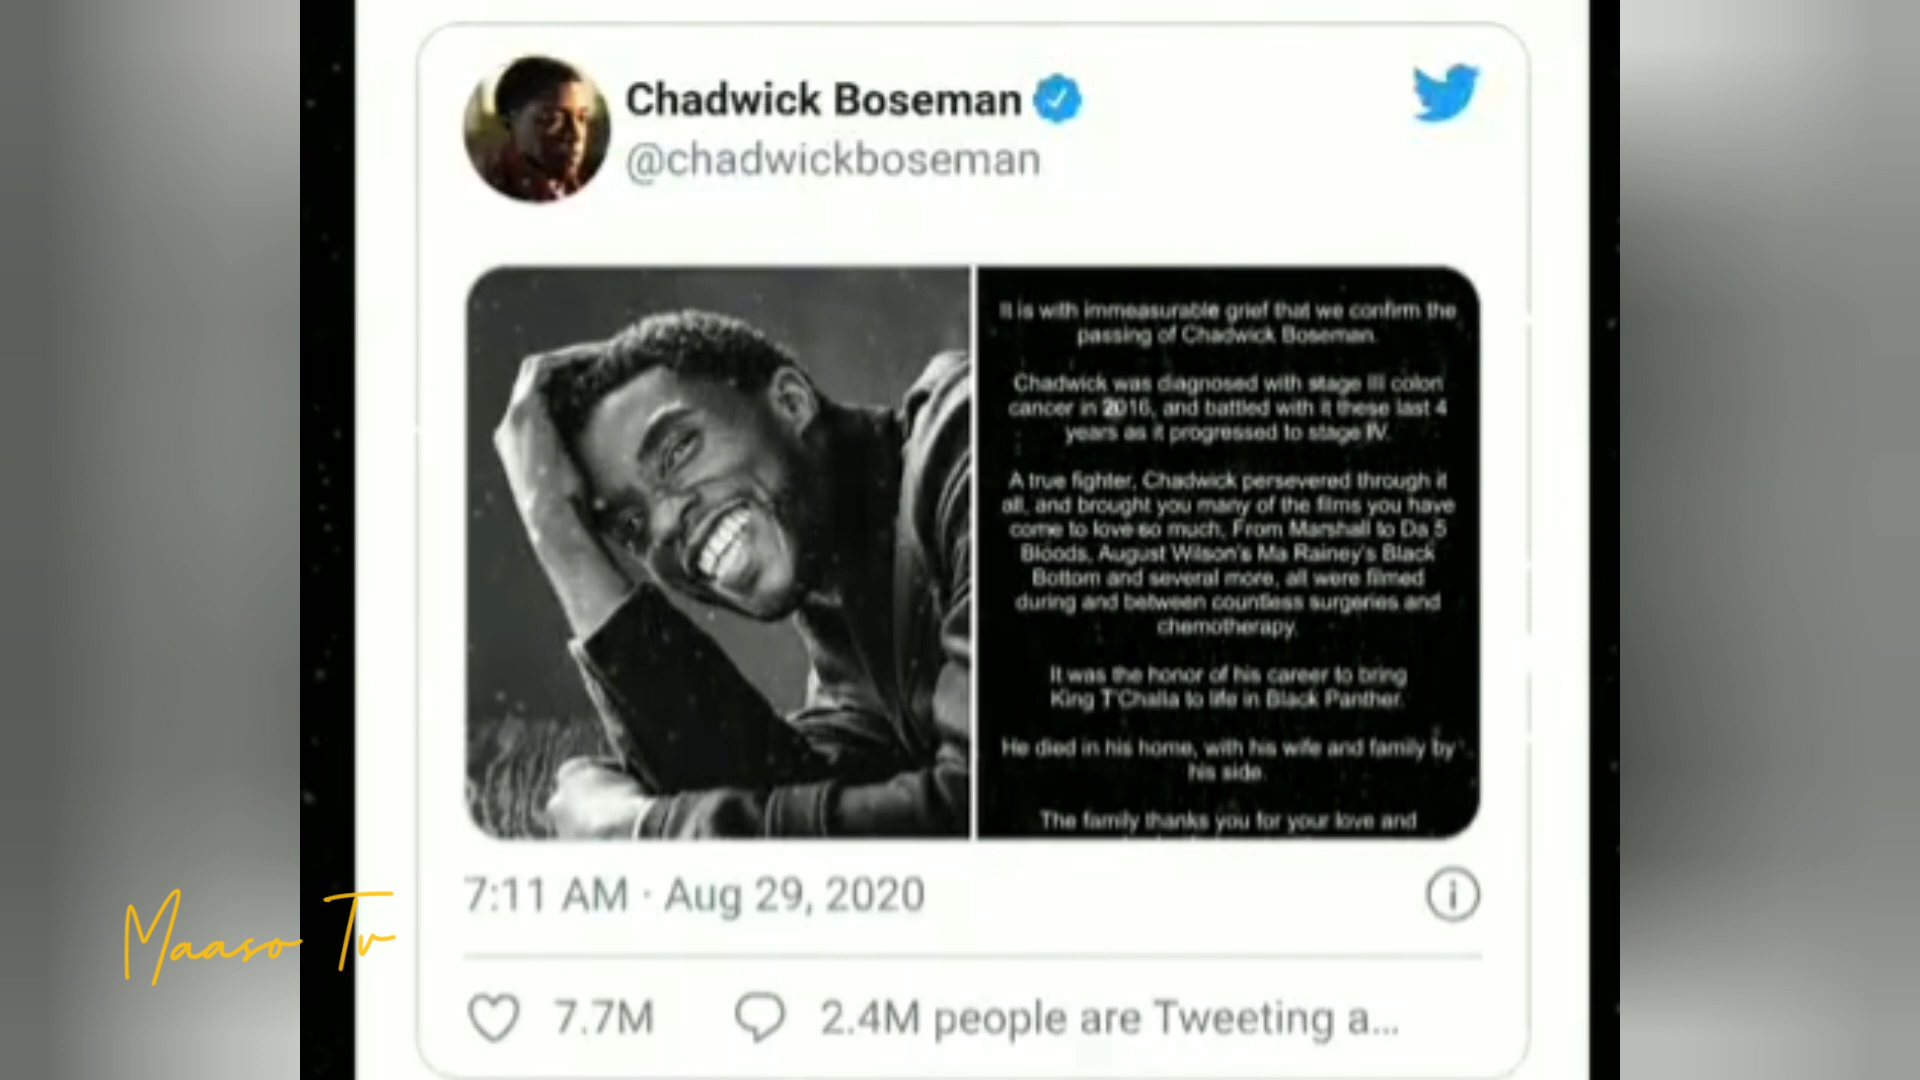 Chadwick Boseman
@chadwickboseman
It is with immeasurable grief that we confirm the
passing of Chadwick Boseman.
Chadwick was diagnosed with stage III colon
cancer in 2016, and battled with it these last 4
years as it progressed to stage IV.
A true fighter, Chadwick persevered through it
all, and brought you many of the films you have
come to love so much. From Marshall to Da 5
Bloods, August Wilson's Ma Rainey's Black
Bottom and several more, all were filmed
during and between countless surgeries and
chemotherapy.
It was the honor of his career to bring
King T'Challa to life in Black Panther.
He died in his home, with his wife and family by
his side.
The family thanks you for your love and
7:11 AM · Aug 29, 2020
7.7M 2.4M people are Tweeting a...
Maaso Tv